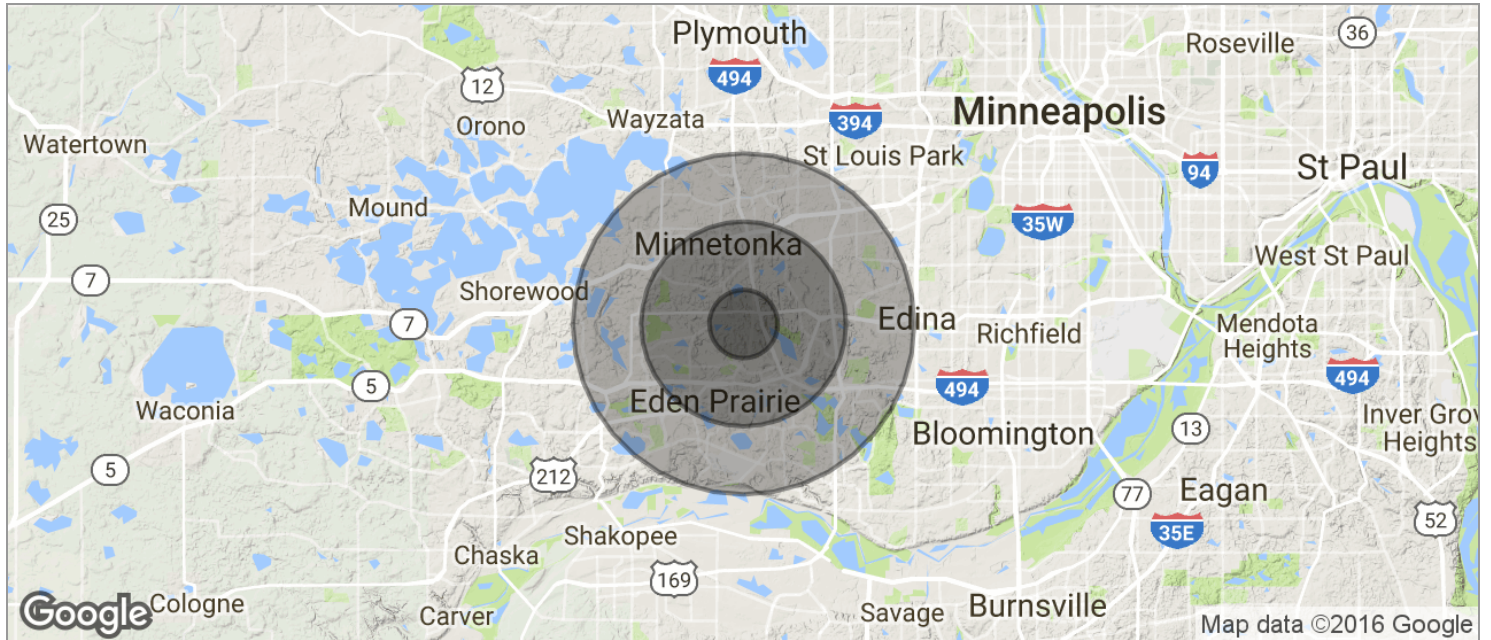 Plymouth
36
Roseville
494
12
Minneapolis
Wayzata
394
Orono
Watertown
St Louis Park
St Paul
94
Mound
25
35W
Minnetonka
West St Paul
7
Shorewood
Edina
7
Richfield
Mendota
Heights
494
5
494
Eden Prairie
Waconia
Inver Grov
Heights
13
Bloomington
5
212
77
Eagan
52
35E
Shakopee
Chaska
169
Google
Cologne
Carver
Savage
Burnsville
Map data ©2016 Google